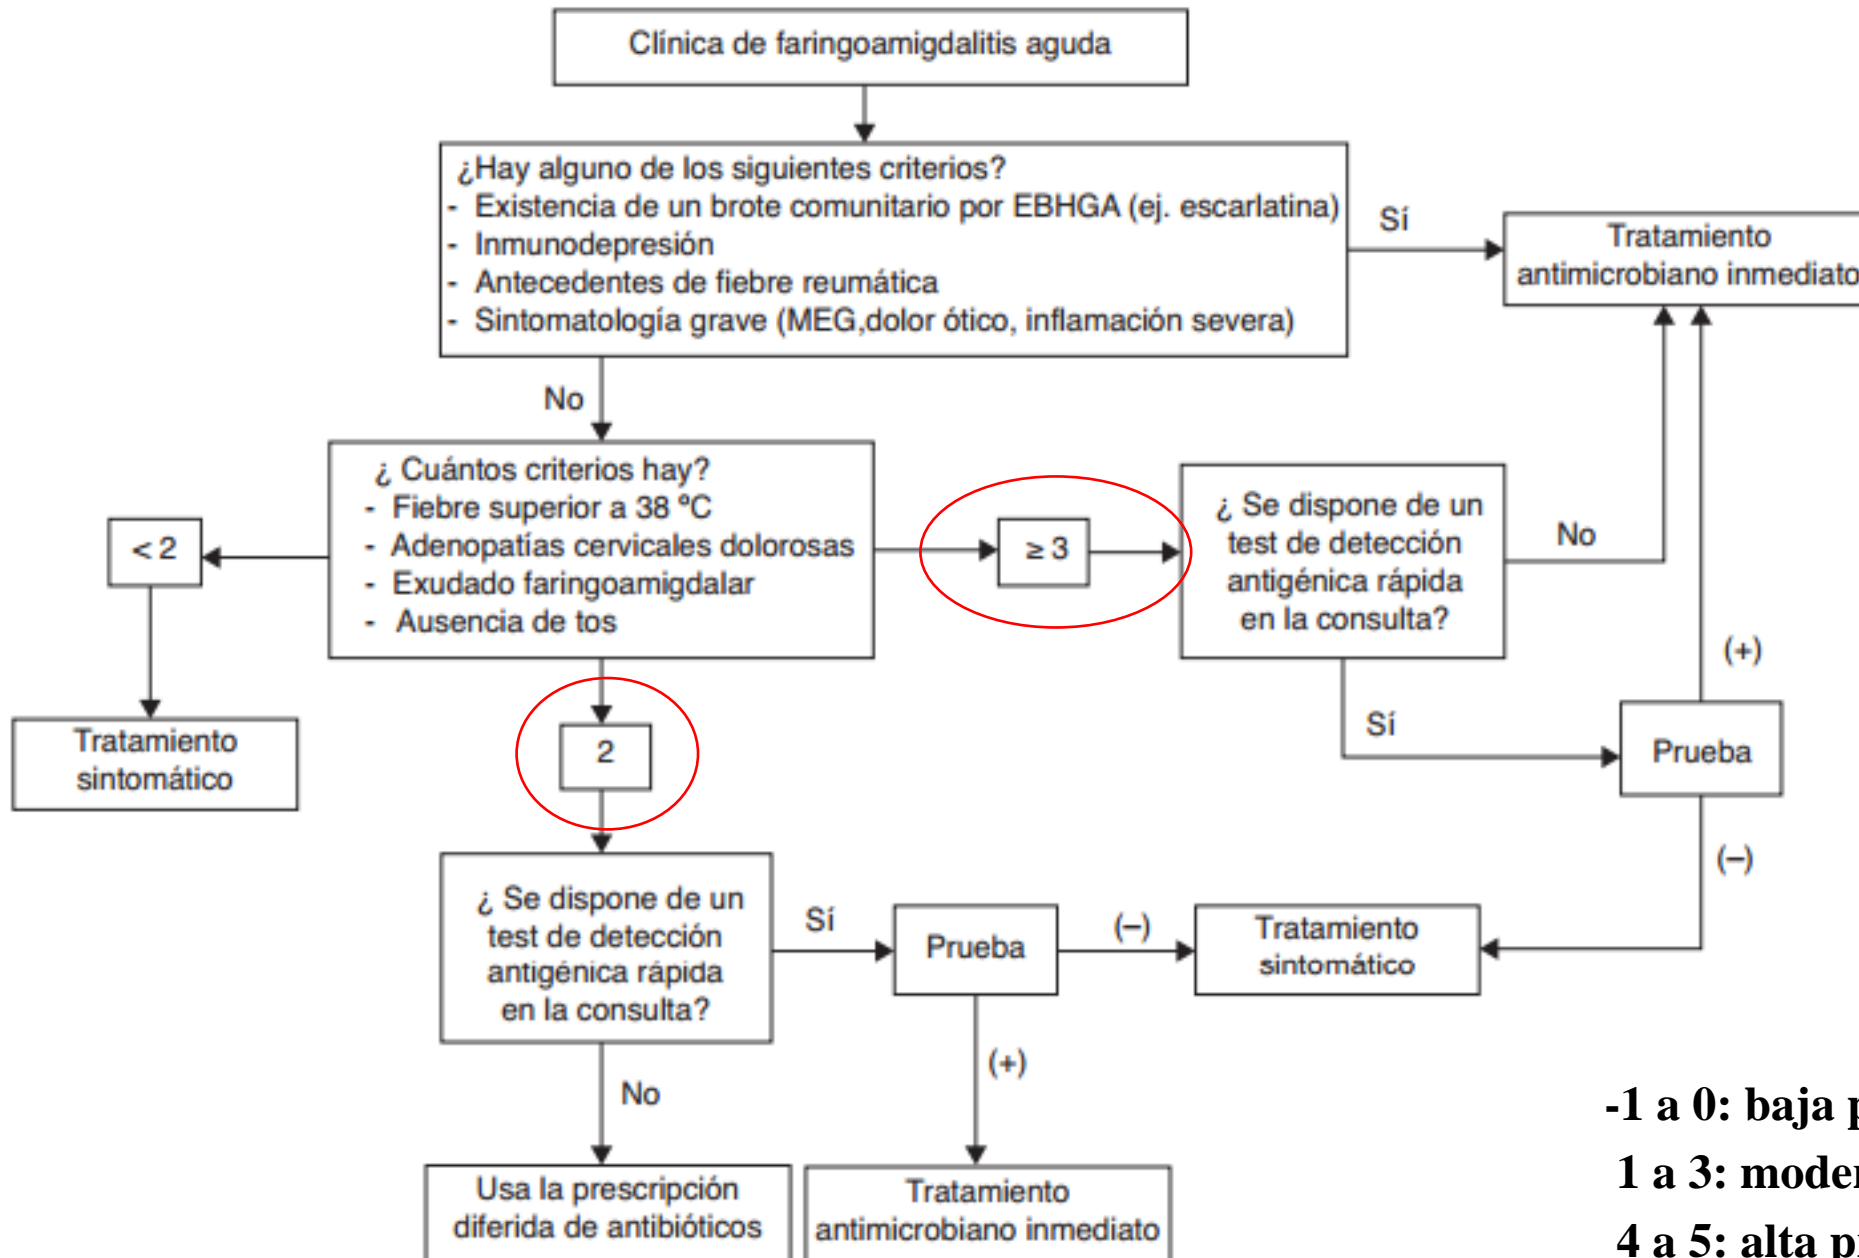 Clínica de faringoamigdalitis aguda
¿Hay alguno de los siguientes criterios?
- Existencia de un brote comunitario por EBHGA (ej. escarlatina)
- Inmunodepresión
- Antecedentes de fiebre reumática
- Sintomatología grave (MEG,dolor ótico, inflamación severa)
Sí
Tratamiento
antimicrobiano inmediato
No
¿ Cuántos criterios hay?
- Fiebre superior a 38 ºC
- Adenopatías cervicales dolorosas
- Exudado faringoamigdalar
- Ausencia de tos
< 2
Tratamiento
sintomático
≥ 3
¿ Se dispone de un
test de detección
antigénica rápida
en la consulta?
No
Sí
Prueba
(+)
(–)
2
¿ Se dispone de un
test de detección
antigénica rápida
en la consulta?
Sí
Prueba
(–)
Tratamiento
sintomático
(+)
No
Usa la prescripción
diferida de antibióticos
Tratamiento
antimicrobiano inmediato
-1 a 0: baja
1 a 3:
4 a 5: alta